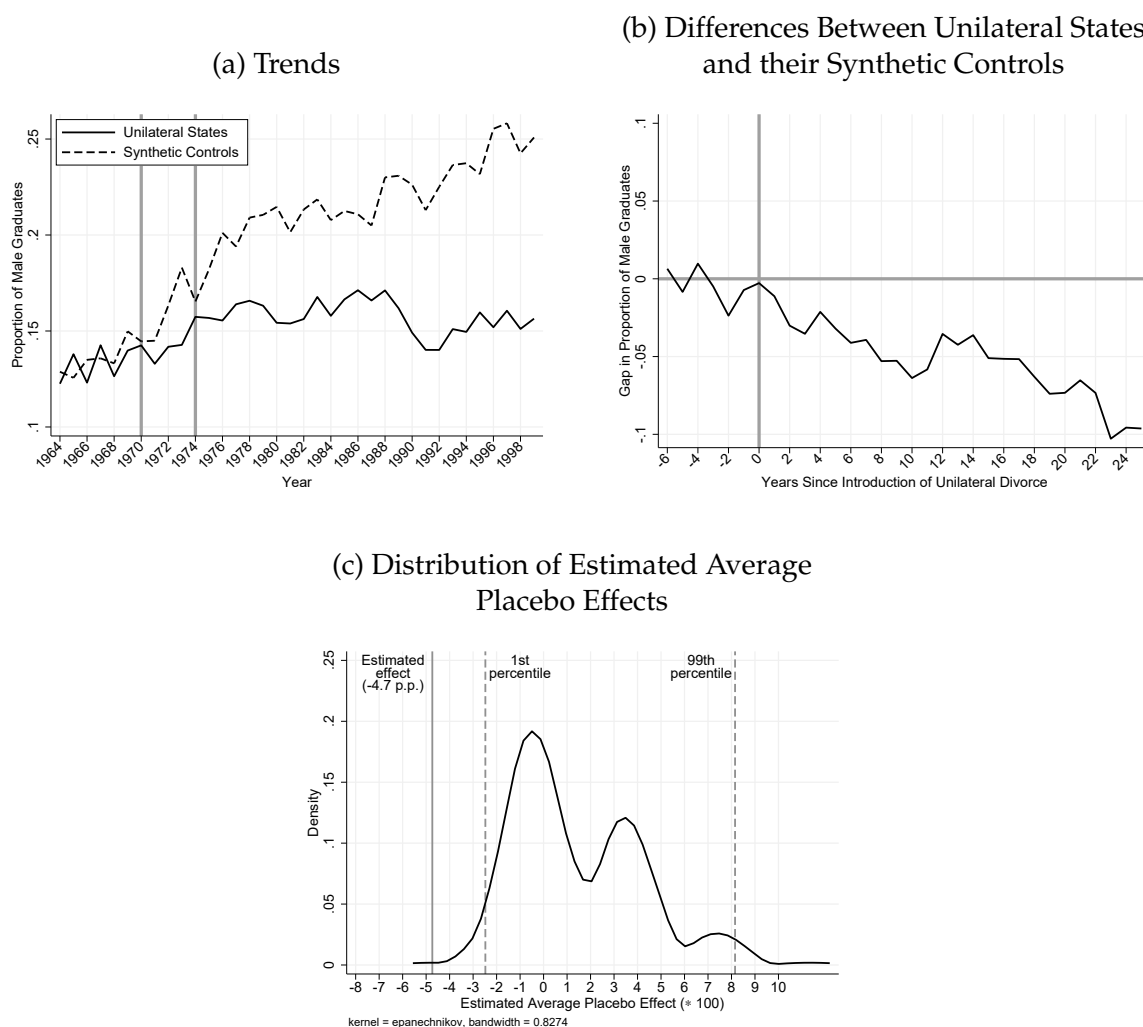 (a) Trends
Proportion of Male Graduates
.25
.2
.15
.1
Unilateral States
Synthetic Controls
1964
1966
1968
1970
1972
1974
1976
1978
1980
1982
1984
1986
1988
1990
1992
1994
1996
1998
Year
(b) Differences Between Unilateral States
and their Synthetic Controls
Gap in Proportion of Male Graduates
.1
.05
0
-.05
-.1
-6
-4
-2
0
2
4
6
8
10
12
14
16
18
20
22
24
Years Since Introduction of Unilateral Divorce
(c) Distribution of Estimated Average
Placebo Effects
Density
.25
.2
.15
.1
.05
0
Estimated
effect
(-4.7 p.p.)
1st
percentile
99th
percentile
-8 -7 -6 -5 -4 -3 -2 -1 0 1 2 3 4 5 6 7 8 9 10
Estimated Average Placebo Effect (* 100)
kernel = epanechnikov, bandwidth = 0.8274